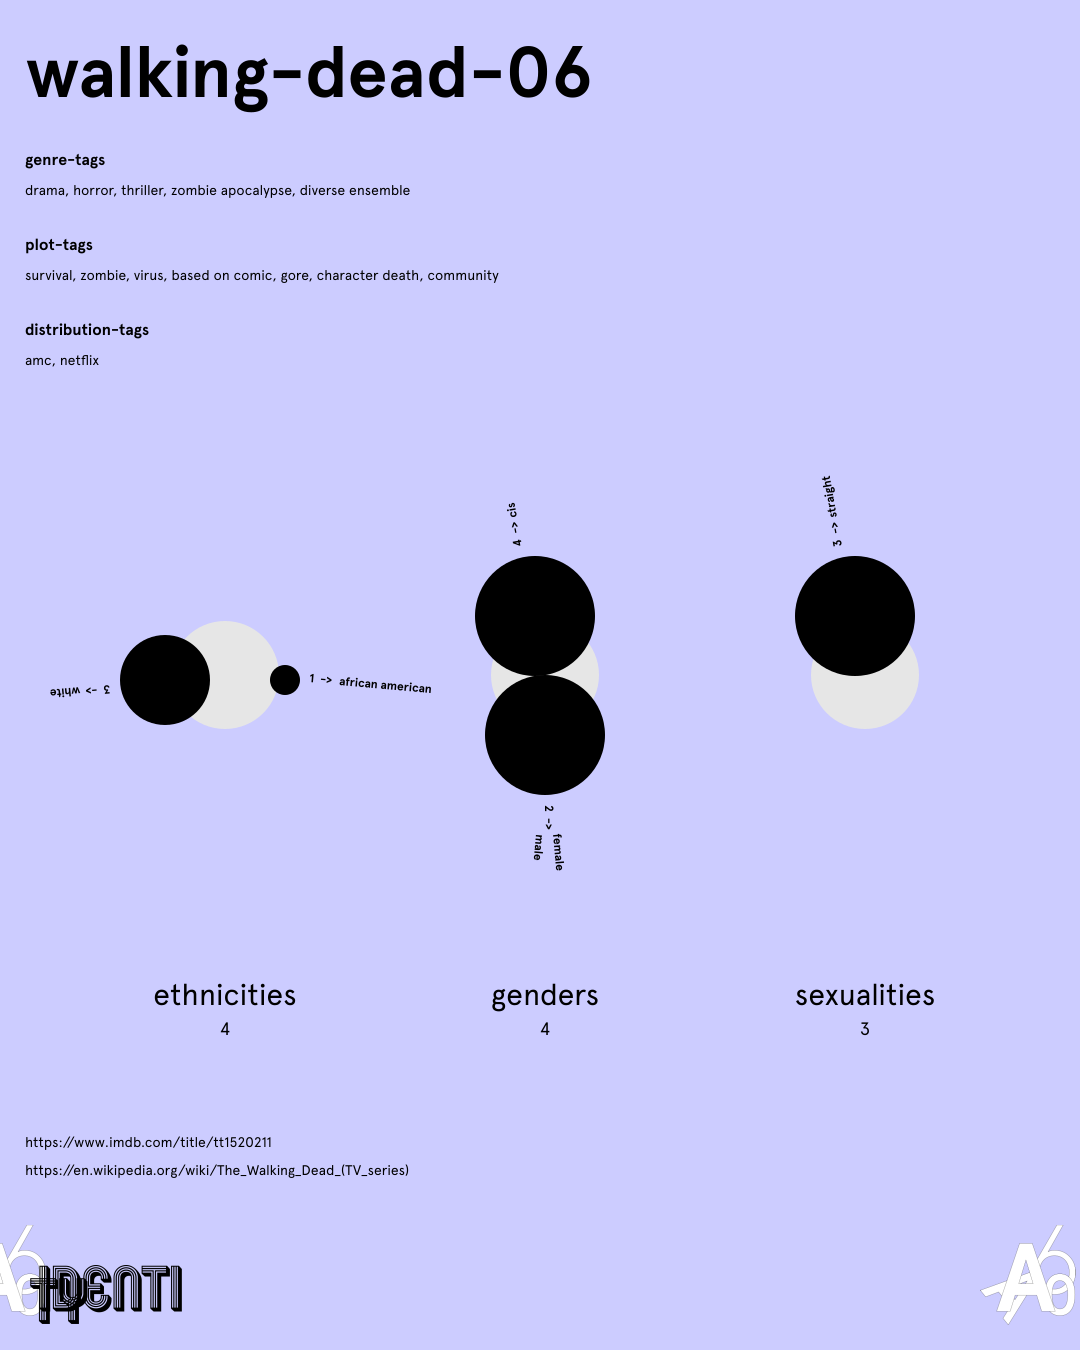 walking-dead-06
genre-tags
drama, horror, thriller, zombie apocalypse, diverse ensemble
plot-tags
survival, zombie, virus, based on comic, gore, character death, community
distribution-tags
amc, netflix
3 -> white
1 -> african american
4 -> cis
2 -> female
male
3 -> straight
ethnicities
4
genders
4
sexualities
3
https://www.imdb.com/title/tt1520211
https://en.wikipedia.org/wiki/The_Walking_Dead_(TV_series)
IDENTI